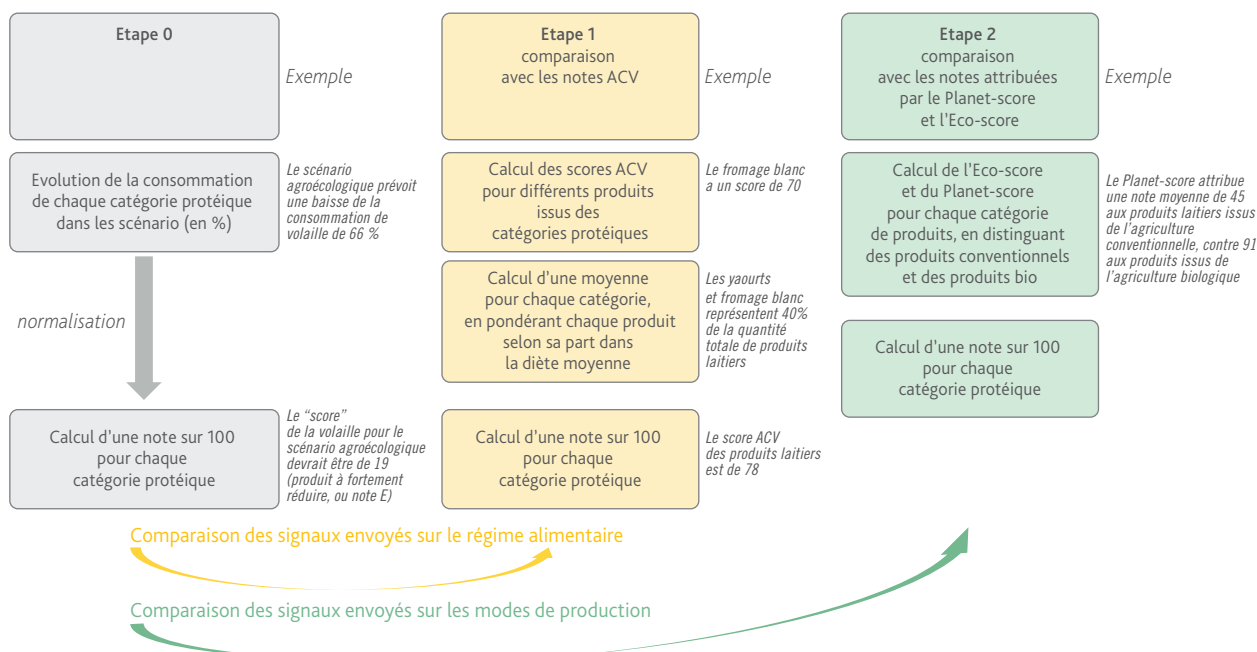 Etape 0
Exemple
Evolution de la consommation
de chaque catégorie protéique
dans les scénario (en %)
Le scénario
agroécologique prévoit
une baisse de la
consommation de
volaille de 66 %
normalisation
Calcul d'une note sur 100
pour chaque
catégorie protéique
Le “score”
de la volaille pour le
scénario agroécologique
devrait être de 19
(produit à fortement
réduire, ou note E)
Etape 1
comparaison
avec les notes ACV
Exemple
Calcul des scores ACV
pour différents produits
issus des
catégories protéiques
Le fromage blanc
a un score de 70
Calcul d'une moyenne
pour chaque catégorie,
en pondérant chaque produit
selon sa part dans
la diète moyenne
Les yaourts
et fromage blanc
représentent 40%
de la quantité
totale de produits
laitiers
Calcul d'une note sur 100
pour chaque
catégorie protéique
Le score ACV
des produits laitiers
est de 78
Etape 2
comparaison
avec les notes attribuées
par le Planet-score
et l'Eco-score
Exemple
Calcul de l'Eco-score
et du Planet-score
pour chaque catégorie
de produits, en distinguant
des produits conventionnels
et des produits bio
Le Planet-score attribue
une note moyenne de 45
aux produits laitiers issus
de l’agriculture
conventionnelle, contre 91
aux produits issus de
l’agriculture biologique
Calcul d'une note sur 100
pour chaque
catégorie protéique
Comparaison des signaux envoyés sur le régime alimentaire
Comparaison des signaux envoyés sur les modes de production